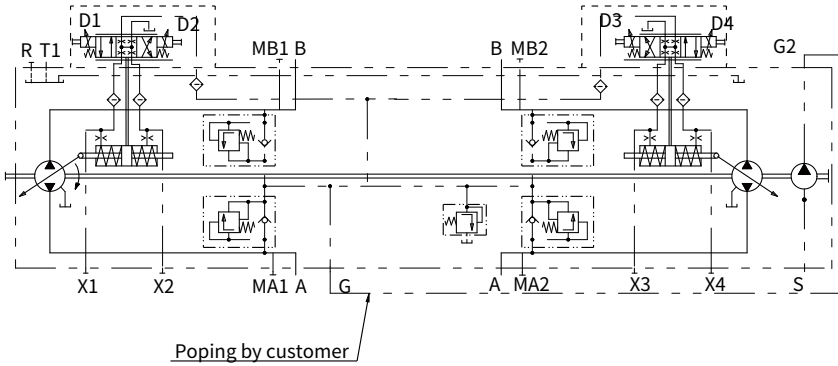 D1 D2 D3 D4
R T1 MB1 B B MB2 G2
X1 X2 MA1 A G A MA2 X3 X4 S
Poping by customer